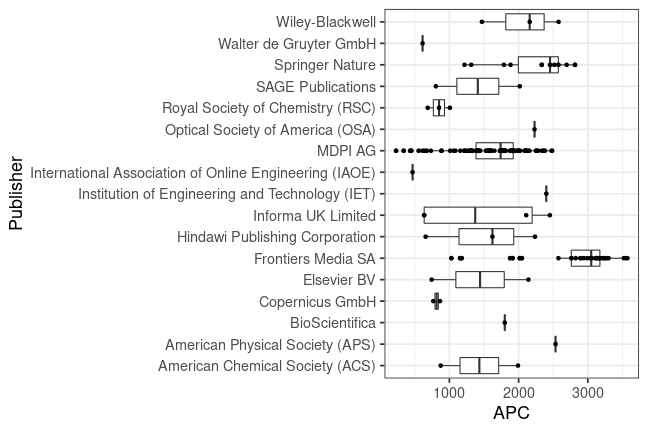 Wiley-Blackwell
Walter de Gruyter GmbH
Springer Nature
SAGE Publications
Royal Society of Chemistry (RSC)
Optical Society of America (OSA)
MDPI AG
International Association of Online Engineering (IAOE)
Institution of Engineering and Technology (IET)
Informa UK Limited
Hindawi Publishing Corporation
Frontiers Media SA
Elsevier BV
Copernicus GmbH
BioScientifica
American Physical Society (APS)
American Chemical Society (ACS)
Publisher
1000 2000 3000
APC